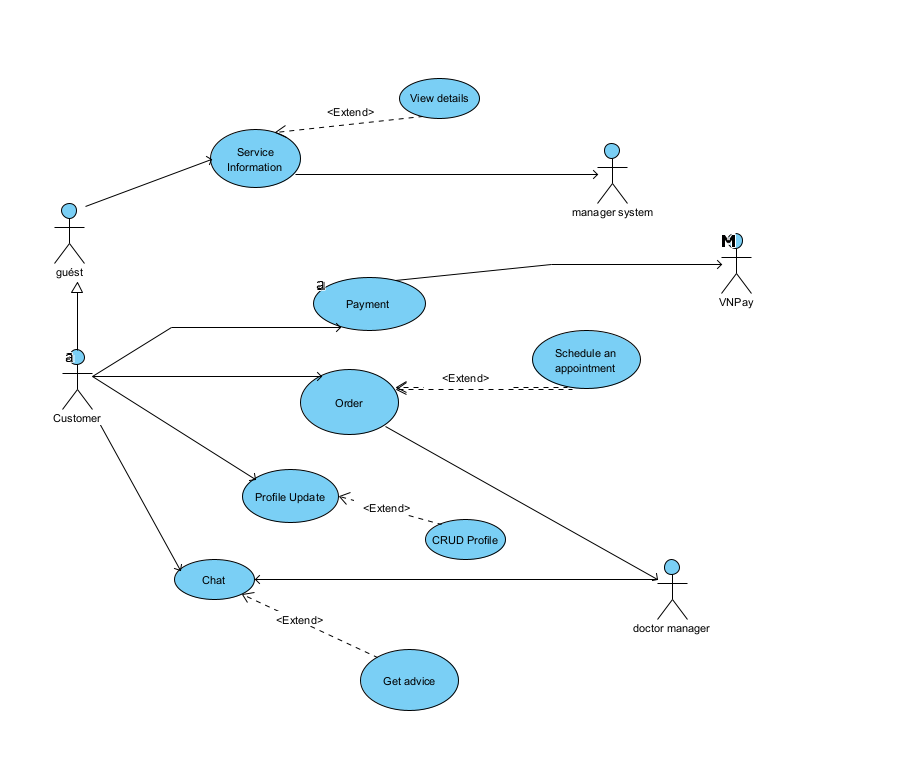 View details
<Extend>
Service
Information
manager system
guést
M
VNPay
a
Payment
Schedule an
appointment
a
<Extend>
Order
Customer
Profile Update
<Extend>
CRUD Profile
Chat
<Extend>
doctor manager
Get advice